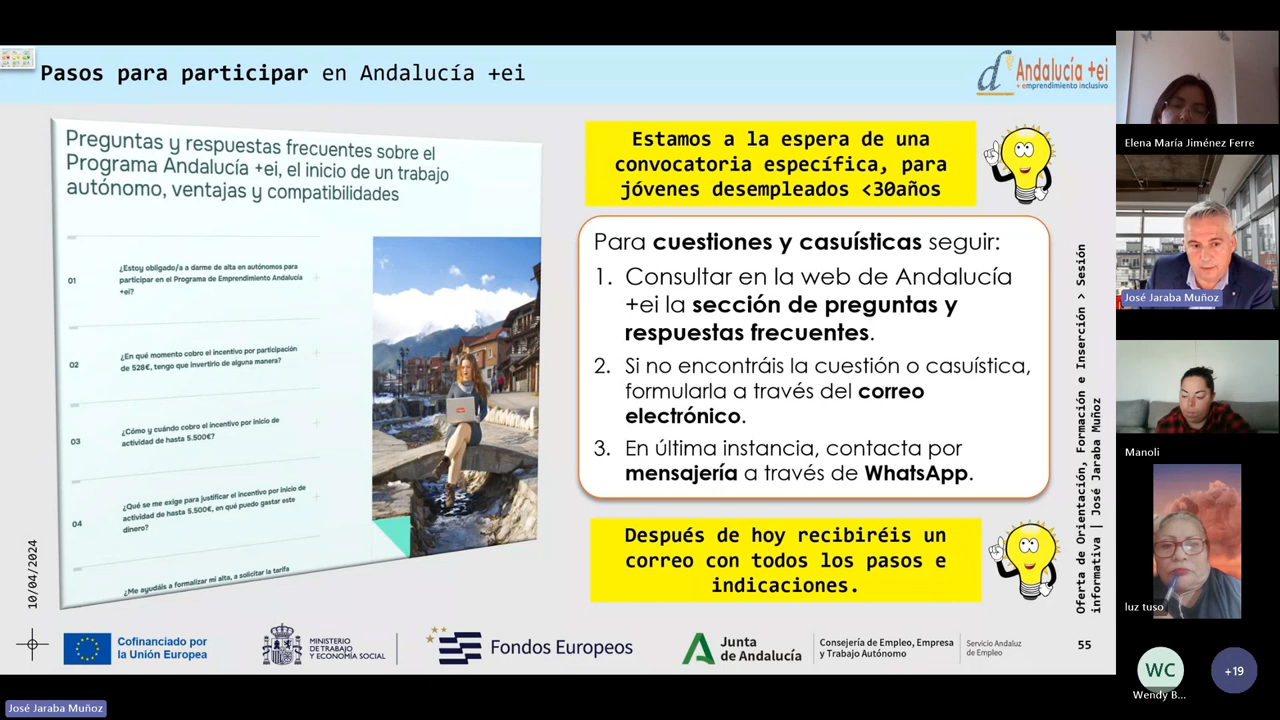 Pasos para participar en Andalucía +ei
Andalucía +ei
+ emprendimiento inclusivo
Preguntas y respuestas frecuentes sobre el
Programa Andalucía +ei, el inicio de un trabajo
autónomo, ventajas y compatibilidades
01
¿Estoy obligado/a a darme de alta en autónomos para
participar en el Programa de Emprendimiento Andalucía
+ei?
02
¿En qué momento cobro el incentivo por participación
de 528€, tengo que invertirlo de alguna manera?
03
¿Cómo y cuándo cobro el incentivo por inicio de
actividad de hasta 5.500€?
04
¿Qué se me exige para justificar el incentivo por inicio de
actividad de hasta 5.500€, en qué puedo gastar este
dinero?
¿Me ayudáis a formalizar mi alta, a solicitar la tarifa
Estamos a la espera de una
convocatoria específica, para
jóvenes desempleados <30años
Para cuestiones y casuísticas seguir:
1. Consultar en la web de Andalucía
+ei la sección de preguntas y
respuestas frecuentes.
2. Si no encontráis la cuestión o casuística,
formularla a través del correo
electrónico.
3. En última instancia, contacta por
mensajería a través de WhatsApp.
Después de hoy recibiréis un
correo con todos los pasos e
indicaciones.
10/04/2024
Oferta de Orientación, Formación e Inserción > Sesión
informativa | José Jaraba Muñoz
Cofinanciado por
la Unión Europea
MINISTERIO
DE TRABAJO
Y ECONOMÍA SOCIAL
Fondos Europeos
Junta
de Andalucía
Consejería de Empleo, Empresa
y Trabajo Autónomo
Servicio Andaluz
de Empleo
55
Elena María Jiménez Ferre
José Jaraba Muñoz
Manoli
luz tuso
WC
Wendy B...
+19
José Jaraba Muñoz